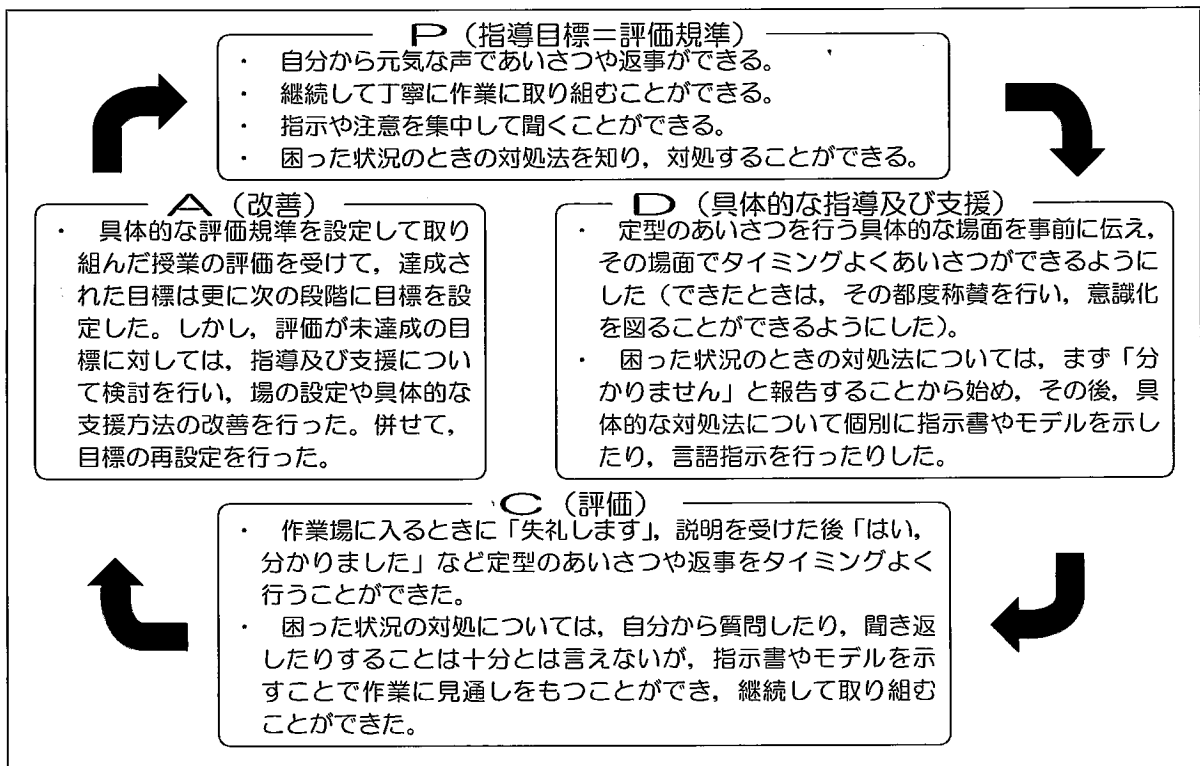 P（指導目標＝評価規準）
・　自分から元気な声であいさつや返事ができる。
・　継続して丁寧に作業に取り組むことができる。
・　指示や注意を集中して聞くことができる。
・　困った状況のときの対処法を知り，対処することができる。
A（改善）
・　具体的な評価規準を設定して取り
組んだ授業の評価を受けて，達成さ
れた目標は更に次の段階に目標を設
定した。しかし，評価が未達成の目
標に対しては，指導及び支援につい
て検討を行い，場の設定や具体的な
支援方法の改善を行った。併せて，
目標の再設定を行った。
D（具体的な指導及び支援）
・　定型のあいさつを行う具体的な場面を事前に伝え，
その場面でタイミングよくあいさつができるように
した（できたときは，その都度称賛を行い，意識化
を図ることができるようにした）。
・　困った状況のときの対処法については，まず「分
かりません」と報告することから始め，その後，具
体的な対処法について個別に指示書やモデルを示し
たり，言語指示を行ったりした。
C（評価）
・　作業場に入るときに「失礼します」，説明を受けた後「はい，
分かりました」など定型のあいさつや返事をタイミングよく
行うことができた。
・　困った状況の対処については，自分から質問したり，聞き返
したりすることは十分とは言えないが，指示書やモデルを示
すことで作業に見通しをもつことができ，継続して取り組む
ことができた。